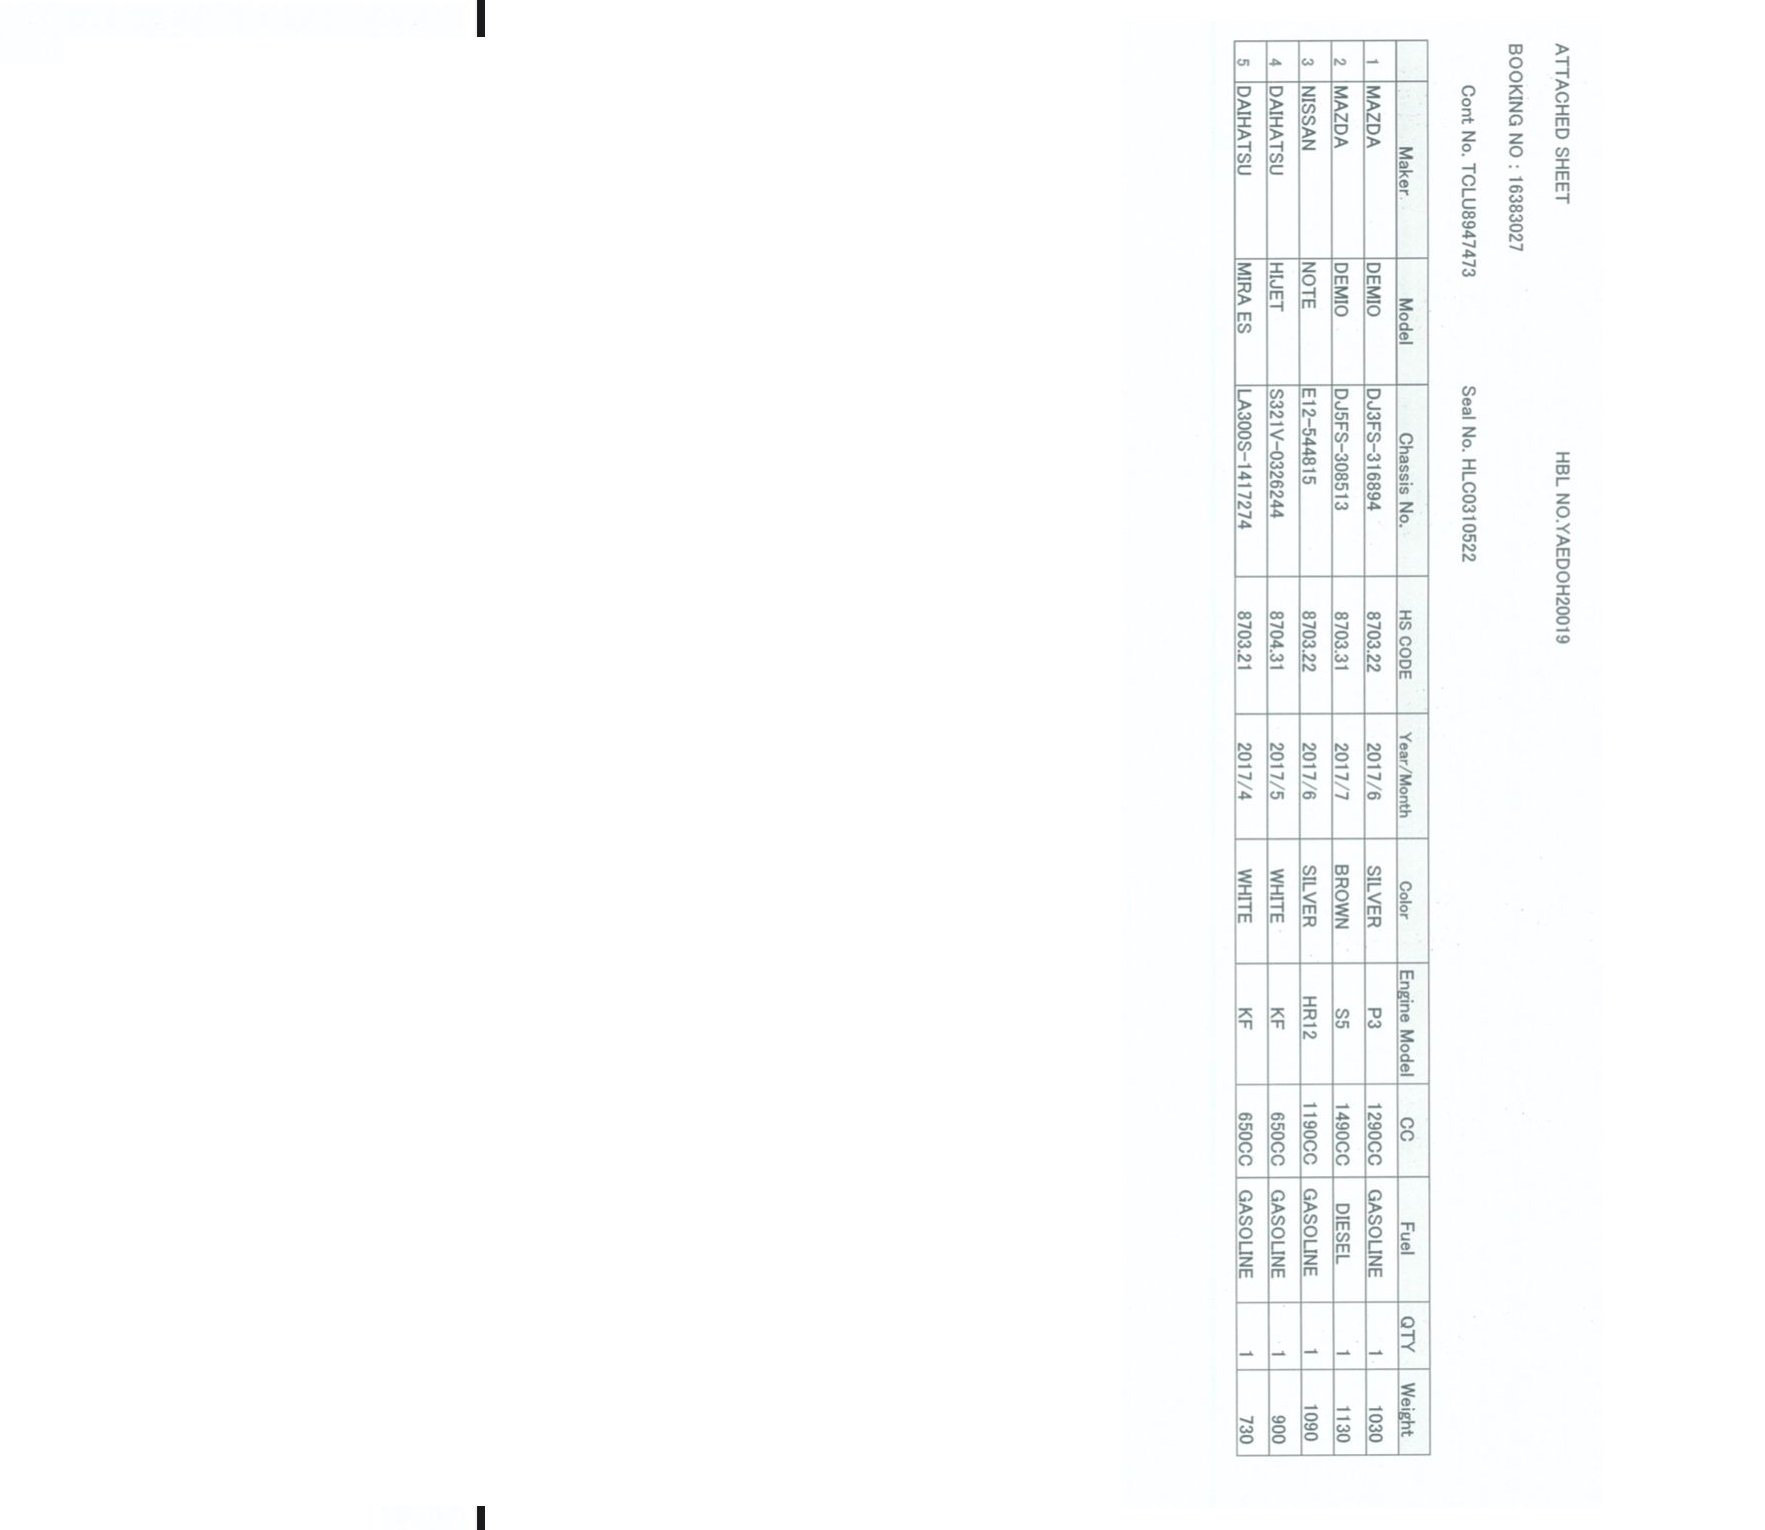 ATTACHED SHEET HBL NO.YAEDOH20019
BOOKING NO : 16383027
Cont No. TCLU8947473 Seal No. HLC0310522
Maker. Model Chassis No. HS CODE Year/Month Color Engine Model CC Fuel QTY Weight
1 MAZDA DEMIO DJ3FS-316894 8703.22 2017/6 SILVER P3 1290CC GASOLINE 1 1030
2 MAZDA DEMIO DJ5FS-308513 8703.31 2017/7 BROWN S5 1490CC DIESEL 1 1130
3 NISSAN NOTE E12-544815 8703.22 2017/6 SILVER HR12 1190CC GASOLINE 1 1090
4 DAIHATSU HIJET S321V-0326244 8704.31 2017/5 WHITE KF 650CC GASOLINE 1 900
5 DAIHATSU MIRA ES LA300S-1417274 8703.21 2017/4 WHITE KF 650CC GASOLINE 1 730